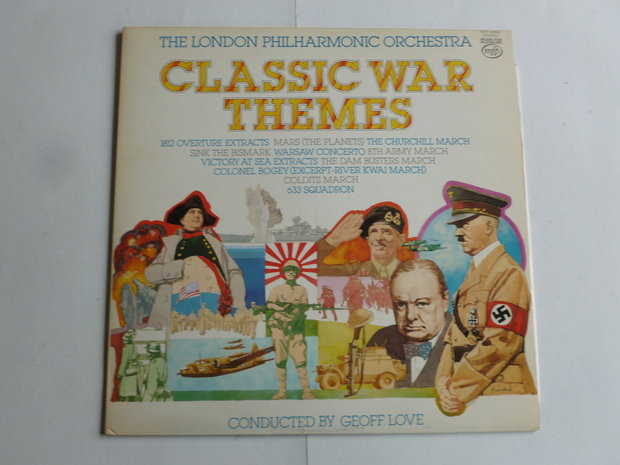 THE LONDON PHILHARMONIC ORCHESTRA
mfp
CLASSIC WAR
THEMES
1812 OVERTURE EXTRACTS MARS (THE PLANETS) THE CHURCHILL MARCH
SINK THE BISMARK WARSAW CONCERTO 8TH ARMY MARCH
VICTORY AT SEA EXTRACTS THE DAM BUSTERS MARCH
COLONEL BOGEY (EXCERPT-RIVER KWAI MARCH)
COLDITZ MARCH
633 SQUADRON
CONDUCTED BY GEOFF LOVE